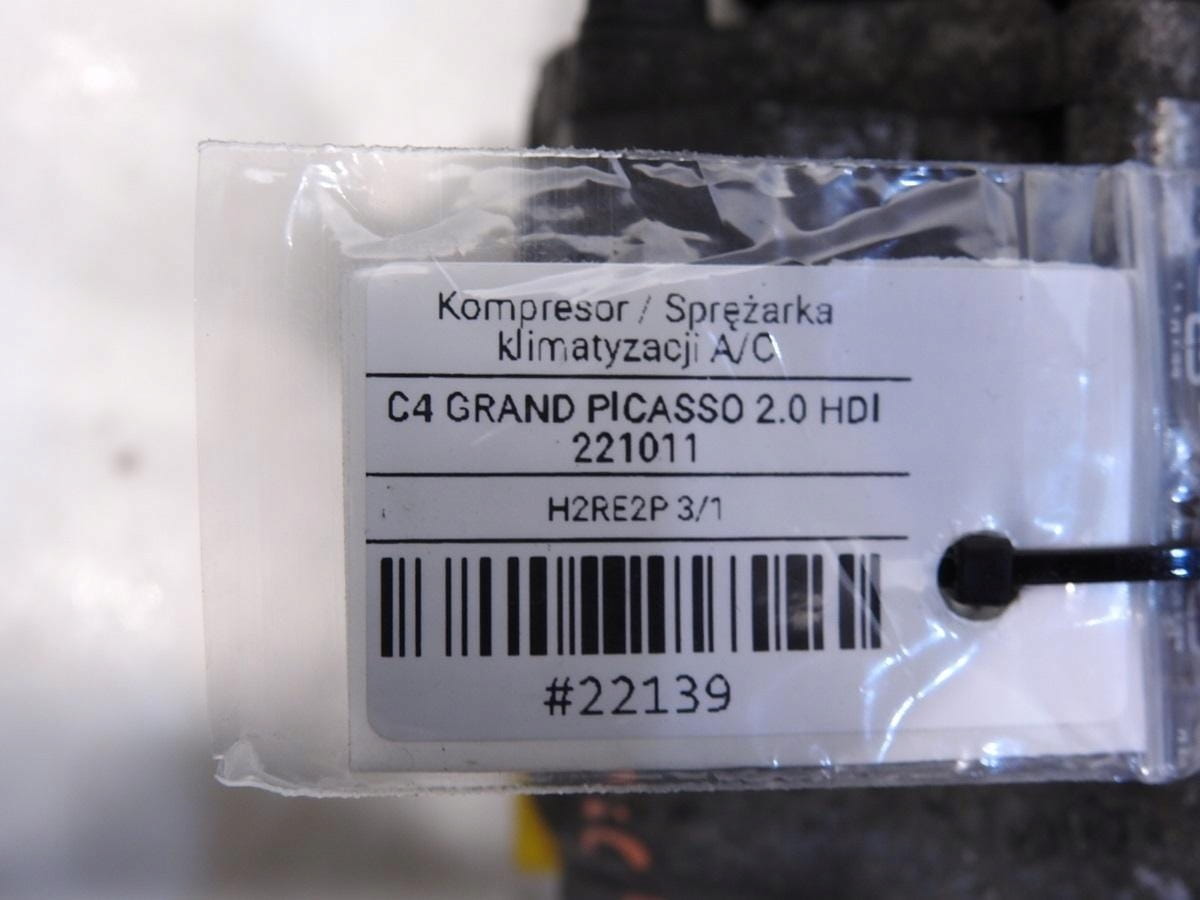 Kompresor / Sprężarka
klimatyzacji A/C
C4 GRAND PICASSO 2.0 HDI
221011
H2RE2P 3/1
#22139